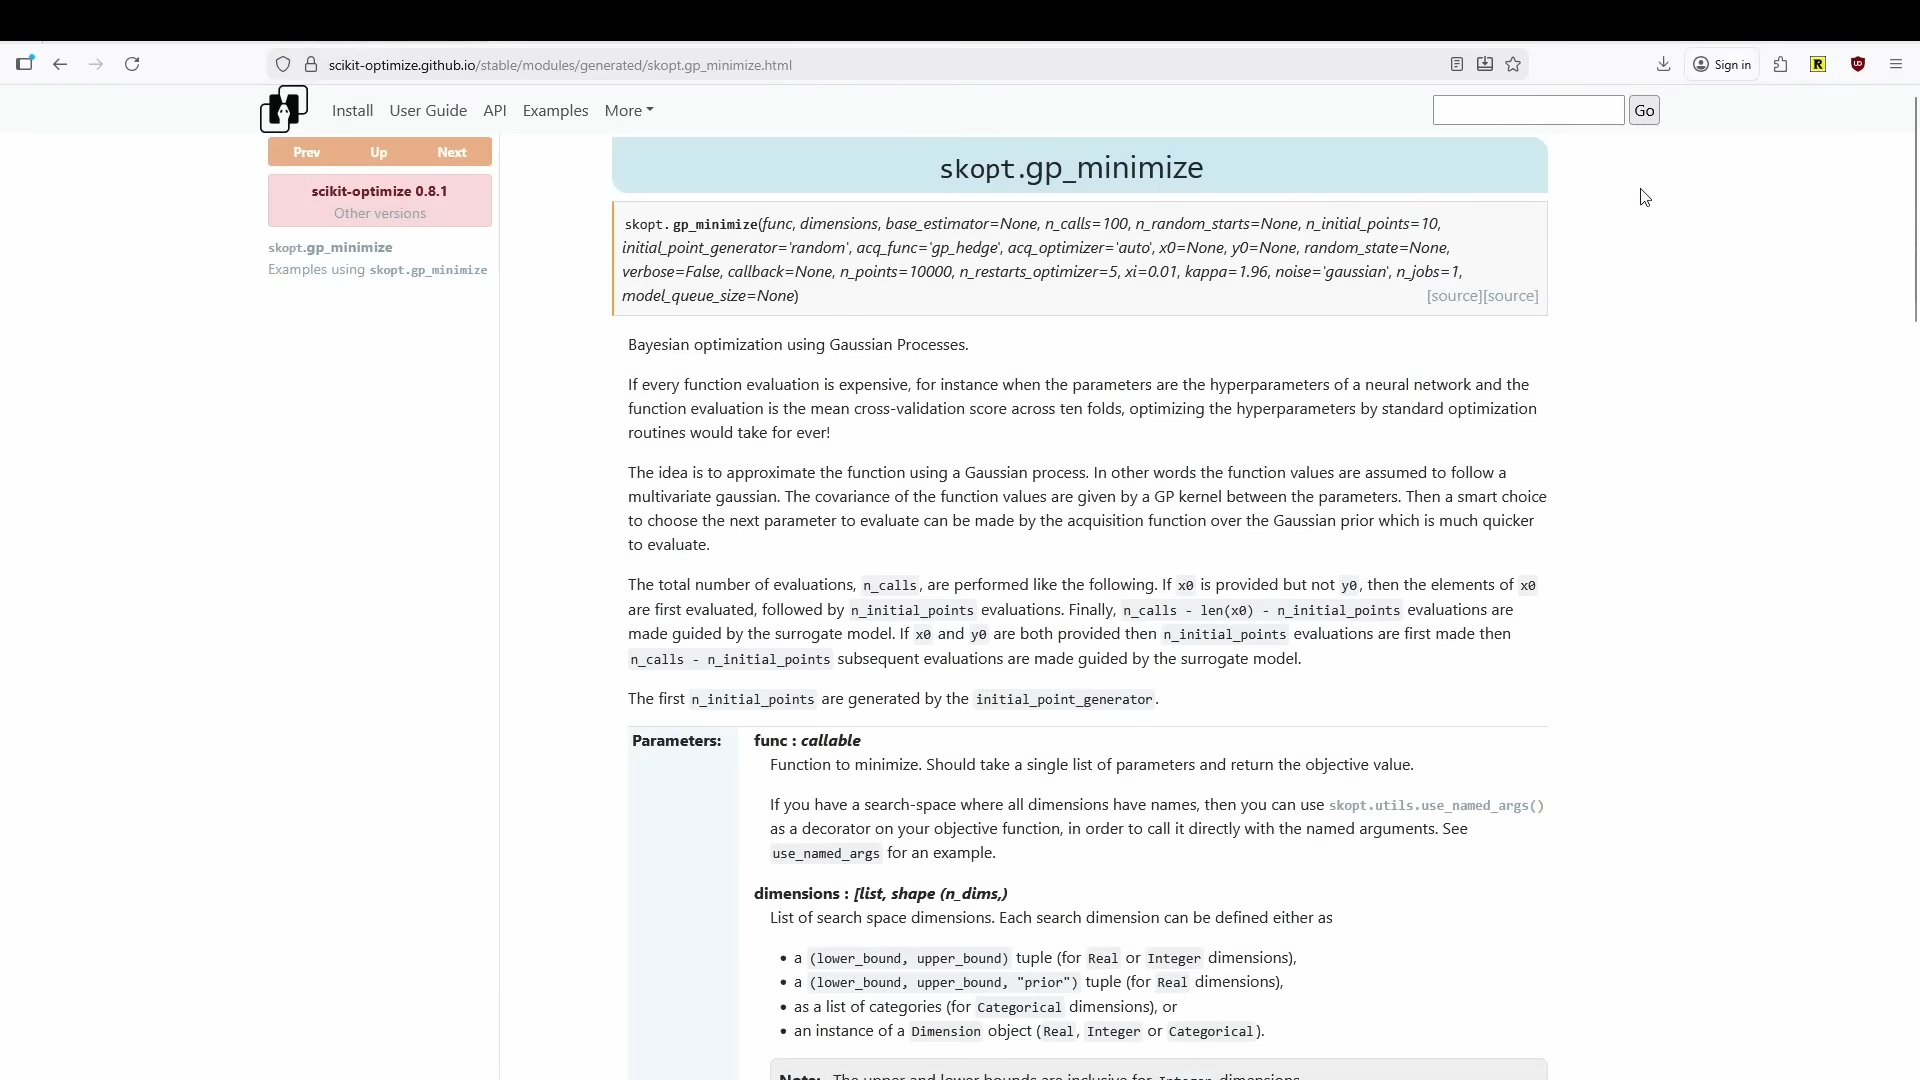 scikit-optimize.github.io/stable/modules/generated/skopt.gp_minimize.html
Sign in
Install User Guide API Examples More
Go
Prev Up Next
scikit-optimize 0.8.1
Other versions
skopt.gp_minimize
Examples using skopt.gp_minimize
skopt.gp_minimize
skopt.gp_minimize(func, dimensions, base_estimator=None, n_calls=100, n_random_starts=None, n_initial_points=10,
initial_point_generator='random', acq_func='gp_hedge', acq_optimizer='auto', x0=None, y0=None, random_state=None,
verbose=False, callback=None, n_points=10000, n_restarts_optimizer=5, xi=0.01, kappa=1.96, noise='gaussian', n_jobs=1,
model_queue_size=None) [source][source]
Bayesian optimization using Gaussian Processes.
If every function evaluation is expensive, for instance when the parameters are the hyperparameters of a neural network and the
function evaluation is the mean cross-validation score across ten folds, optimizing the hyperparameters by standard optimization
routines would take for ever!
The idea is to approximate the function using a Gaussian process. In other words the function values are assumed to follow a
multivariate gaussian. The covariance of the function values are given by a GP kernel between the parameters. Then a smart choice
to choose the next parameter to evaluate can be made by the acquisition function over the Gaussian prior which is much quicker
to evaluate.
The total number of evaluations, n_calls, are performed like the following. If x0 is provided but not y0, then the elements of x0
are first evaluated, followed by n_initial_points evaluations. Finally, n_calls - len(x0) - n_initial_points evaluations are
made guided by the surrogate model. If x0 and y0 are both provided then n_initial_points evaluations are first made then
n_calls - n_initial_points subsequent evaluations are made guided by the surrogate model.
The first n_initial_points are generated by the initial_point_generator.
Parameters: func : callable
Function to minimize. Should take a single list of parameters and return the objective value.
If you have a search-space where all dimensions have names, then you can use skopt.utils.use_named_args()
as a decorator on your objective function, in order to call it directly with the named arguments. See
use_named_args for an example.
dimensions : [list, shape (n_dims,)
List of search space dimensions. Each search dimension can be defined either as
• a (lower_bound, upper_bound) tuple (for Real or Integer dimensions),
• a (lower_bound, upper_bound, "prior") tuple (for Real dimensions),
• as a list of categories (for Categorical dimensions), or
• an instance of a Dimension object (Real, Integer or Categorical).
Note: The upper and lower bounds are inclusive for Integer dimensions